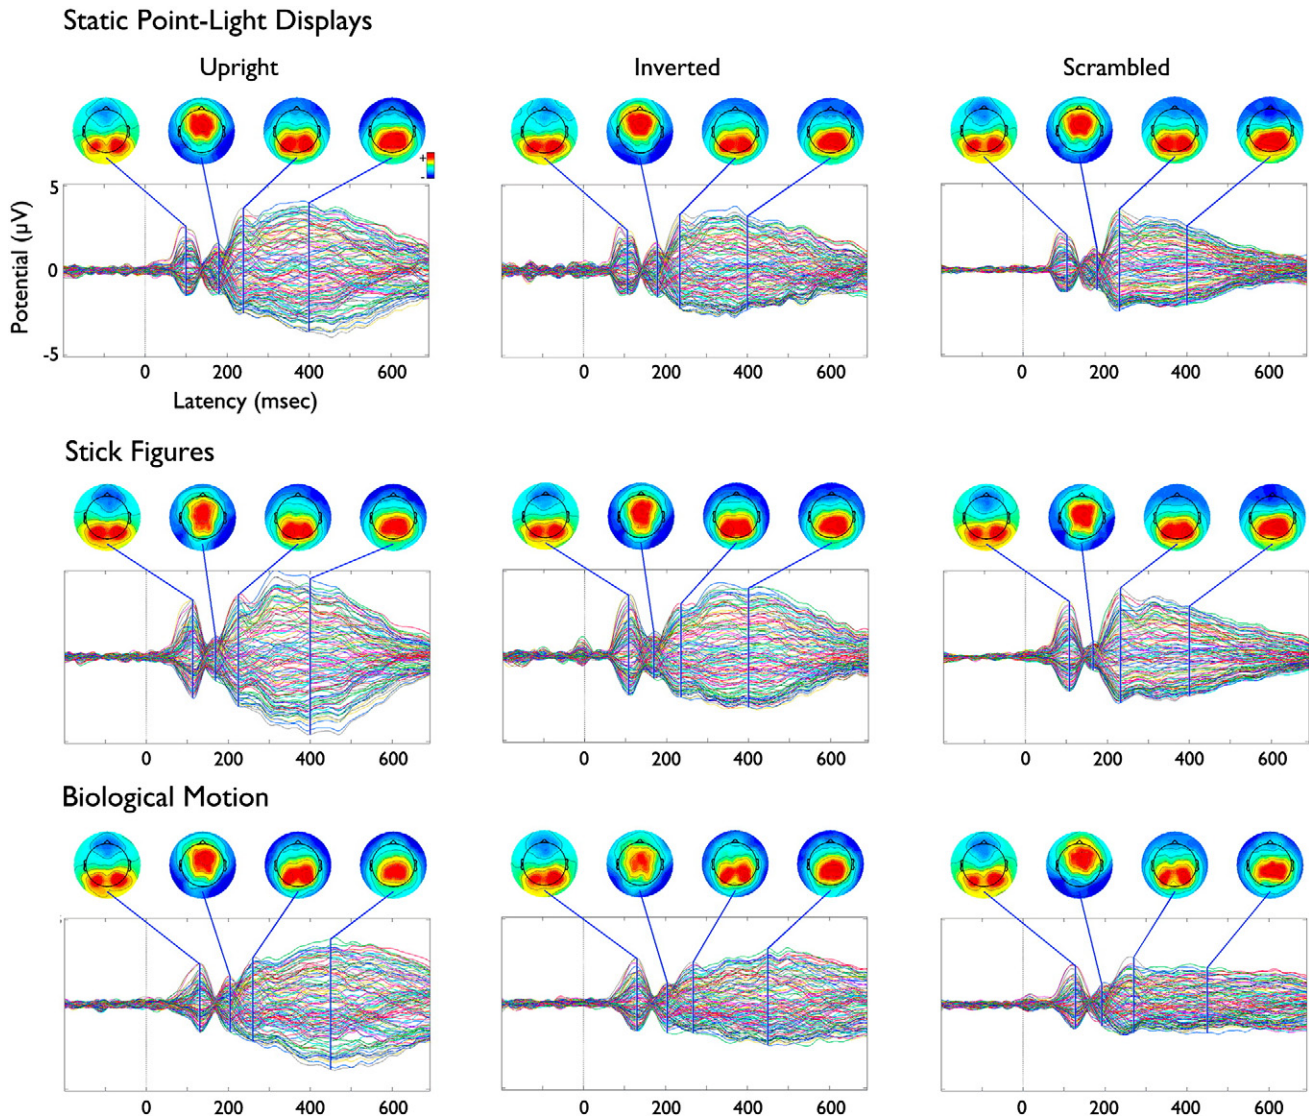 Static Point-Light Displays
Upright Inverted Scrambled
+
-
5
0
-5
Potential (µV)
0 200 400 600
0 200 400 600
0 200 400 600
Latency (msec)
Stick Figures
0 200 400 600
0 200 400 600
0 200 400 600
Biological Motion
0 200 400 600
0 200 400 600
0 200 400 600